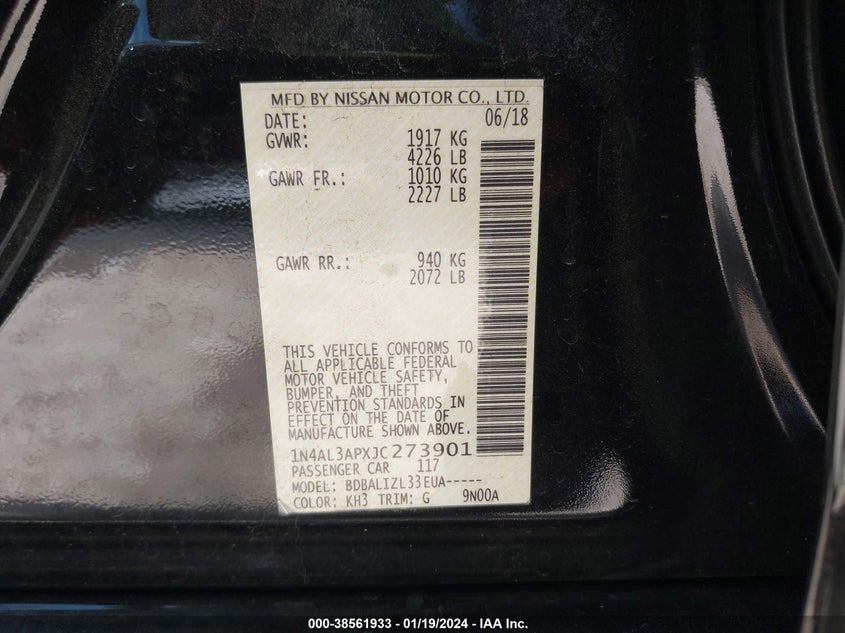 MFD BY NISSAN MOTOR CO., LTD.
DATE: 06/18
GVWR: 1917 KG
4226 LB
GAWR FR.: 1010 KG
2227 LB
GAWR RR.: 940 KG
2072 LB
THIS VEHICLE CONFORMS TO
ALL APPLICABLE FEDERAL
MOTOR VEHICLE SAFETY,
BUMPER, AND THEFT
PREVENTION STANDARDS IN
EFFECT ON THE DATE OF
MANUFACTURE SHOWN ABOVE.
1N4AL3APXJC273901
PASSENGER CAR 117
MODEL: BDBALIZL33EUA-----
COLOR: KH3 TRIM: G 9N00A
000-38561933 - 01/19/2024 - IAA Inc.